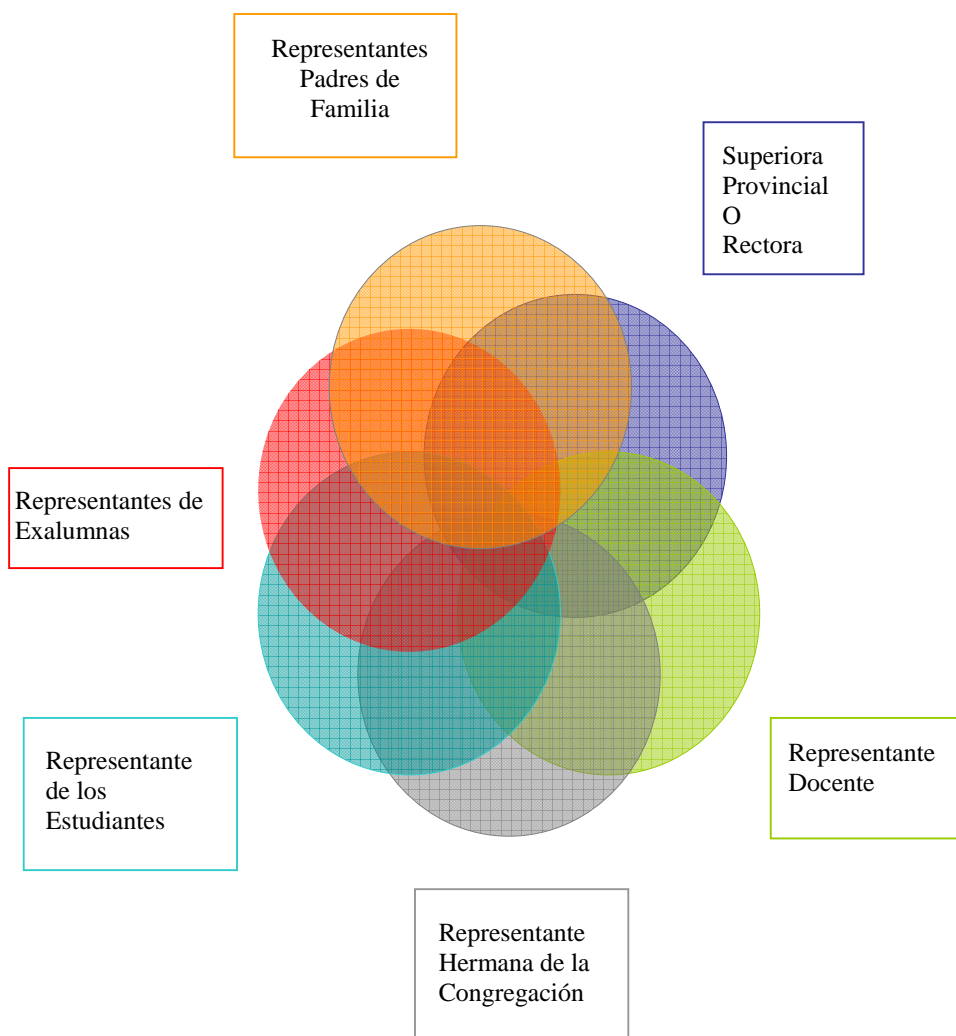 Representantes
Padres de
Familia
Superiora
Provincial
O
Rectora
Representantes de
Exalumnas
Representante
de los
Estudiantes
Representante
Docente
Representante
Hermana de la
Congregación